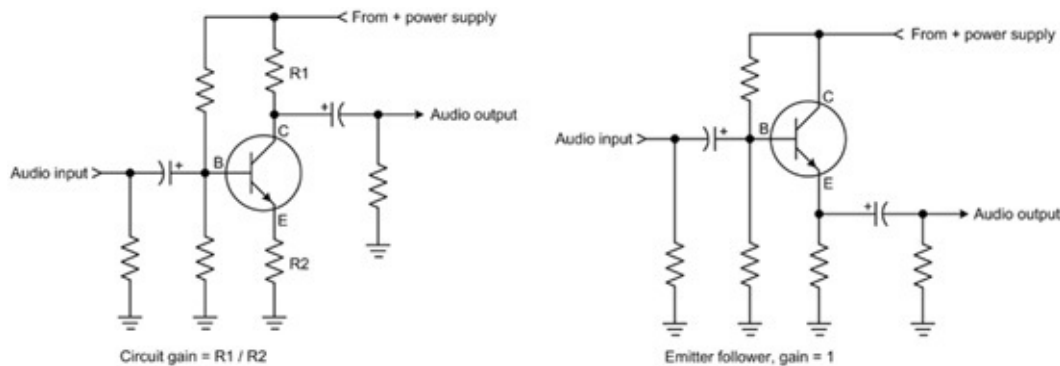 From + power supply
R1
+
Audio output
C
Audio input
+
B
E
R2
Circuit gain = R1 / R2
From + power supply
C
Audio input
+
B
E
+
Audio output
Emitter follower, gain = 1